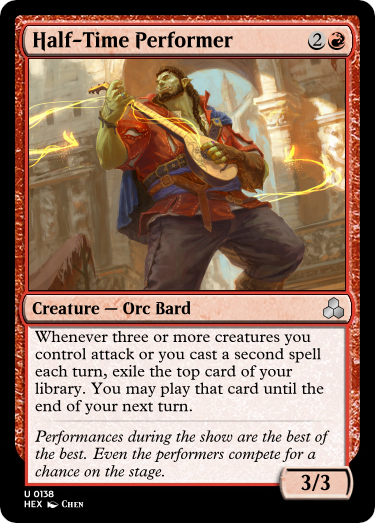 Half-Time Performer 2
Creature — Orc Bard
Whenever three or more creatures you
control attack or you cast a second spell
each turn, exile the top card of your
library. You may play that card until the
end of your next turn.
Performances during the show are the best of
the best. Even the performers compete for a
chance on the stage.
3/3
U 0138
HEX Chen